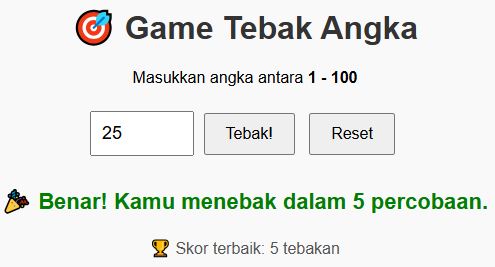 🎯 Game Tebak Angka
Masukkan angka antara 1 - 100
25 Tebak! Reset
🎉 Benar! Kamu menebak dalam 5 percobaan.
🏆 Skor terbaik: 5 tebakan